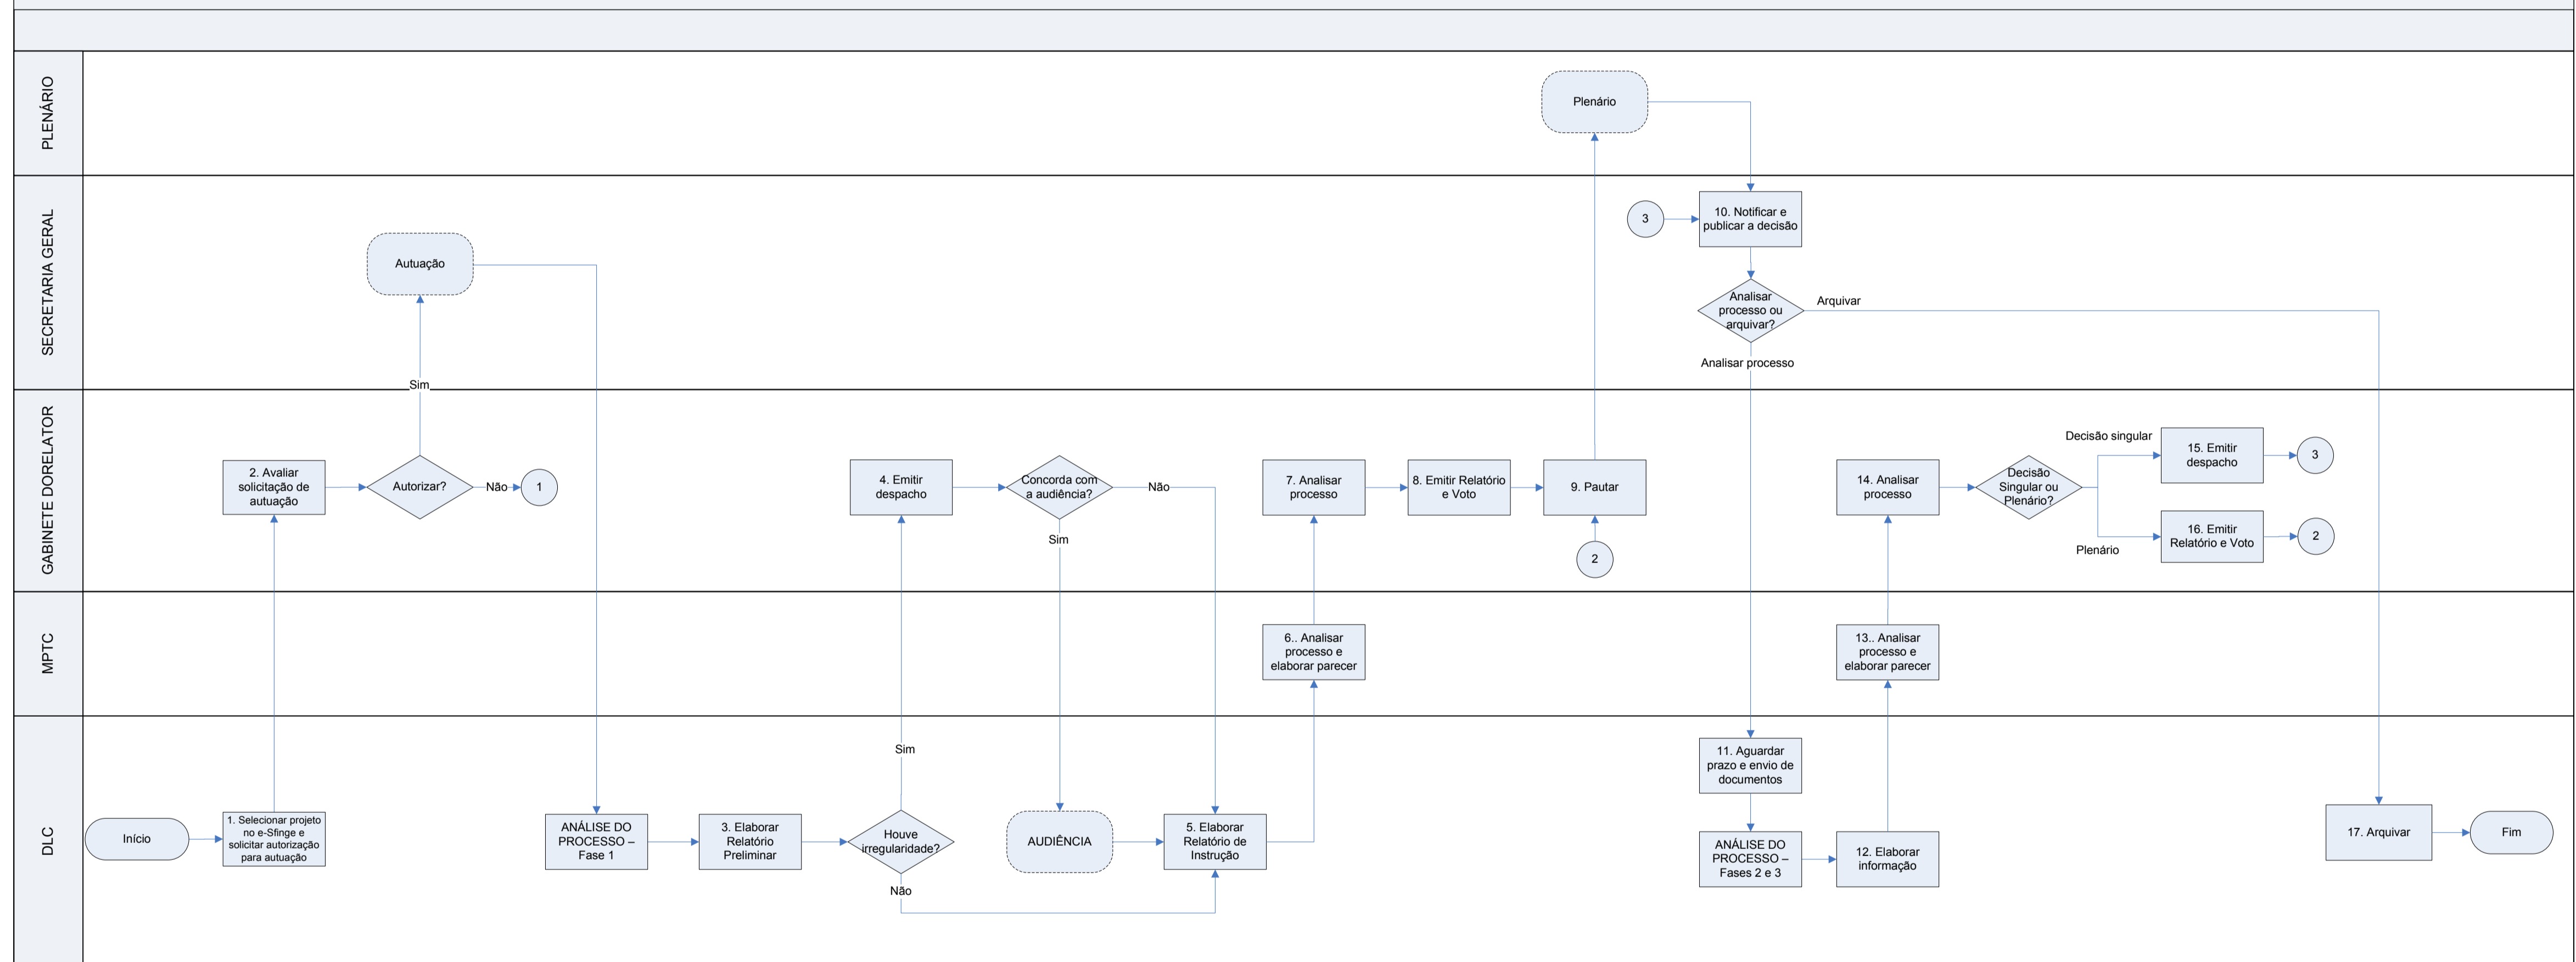 PLENÁRIO
Plenário
SECRETARIA GERAL
Autuação
Sim
3
10. Notificar e
publicar a decisão
Analisar
processo ou
arquivar?
Arquivar
Analisar processo
GABINETE DORELATOR
2. Avaliar
solicitação de
autuação
Autorizar?
Não
1
4. Emitir
despacho
Concorda com
a audiência?
Não
Sim
7. Analisar
processo
8. Emitir Relatório
e Voto
9. Pautar
2
14. Analisar
processo
Decisão
Singular ou
Plenário?
Decisão singular
15. Emitir
despacho
3
Plenário
16. Emitir
Relatório e Voto
2
MPTC
6.. Analisar
processo e
elaborar parecer
13.. Analisar
processo e
elaborar parecer
DLC
Início
1. Selecionar projeto
no e-Sfinge e
solicitar autorização
para autuação
ANÁLISE DO
PROCESSO –
Fase 1
3. Elaborar
Relatório
Preliminar
Sim
Houve
irregularidade?
Não
AUDIÊNCIA
5. Elaborar
Relatório de
Instrução
11. Aguardar
prazo e envio de
documentos
ANÁLISE DO
PROCESSO –
Fases 2 e 3
12. Elaborar
informação
17. Arquivar
Fim